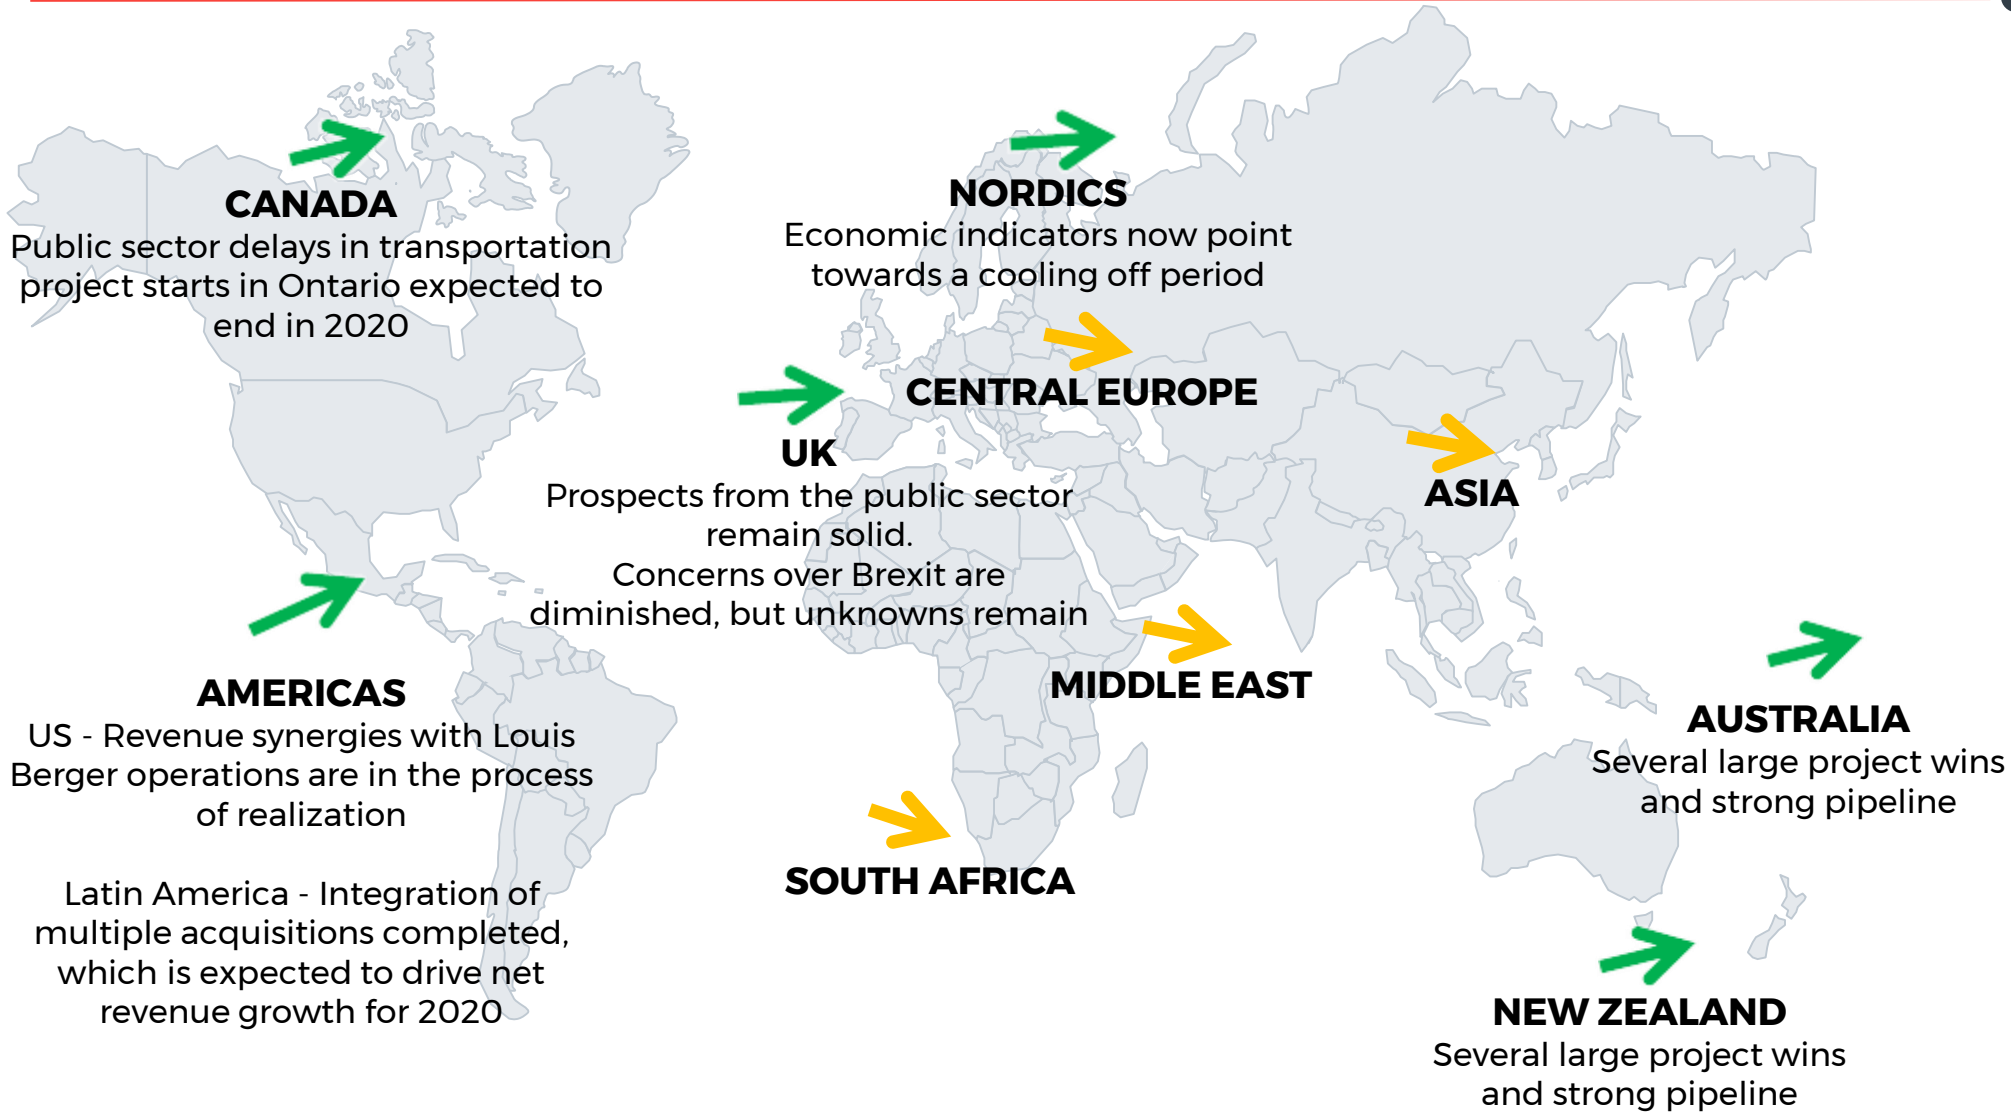 CANADA
Public sector delays in transportation
project starts in Ontario expected to
end in 2020
NORDICS
Economic indicators now point
towards a cooling off period
CENTRAL EUROPE
UK
Prospects from the public sector
remain solid.
Concerns over Brexit are
diminished, but unknowns remain
ASIA
AMERICAS
US - Revenue synergies with Louis
Berger operations are in the process
of realization
Latin America - Integration of
multiple acquisitions completed,
which is expected to drive net
revenue growth for 2020
MIDDLE EAST
SOUTH AFRICA
AUSTRALIA
Several large project wins
and strong pipeline
NEW ZEALAND
Several large project wins
and strong pipeline